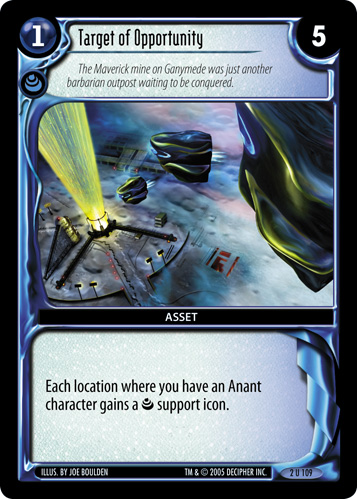 1 Target of Opportunity 5
The Maverick mine on Ganymede was just another
barbarian outpost waiting to be conquered.
ASSET
Each location where you have an Anant
character gains a support icon.
ILLUS. BY JOE BOULDEN TM & © 2005 DECIPHER INC. 2 U 109